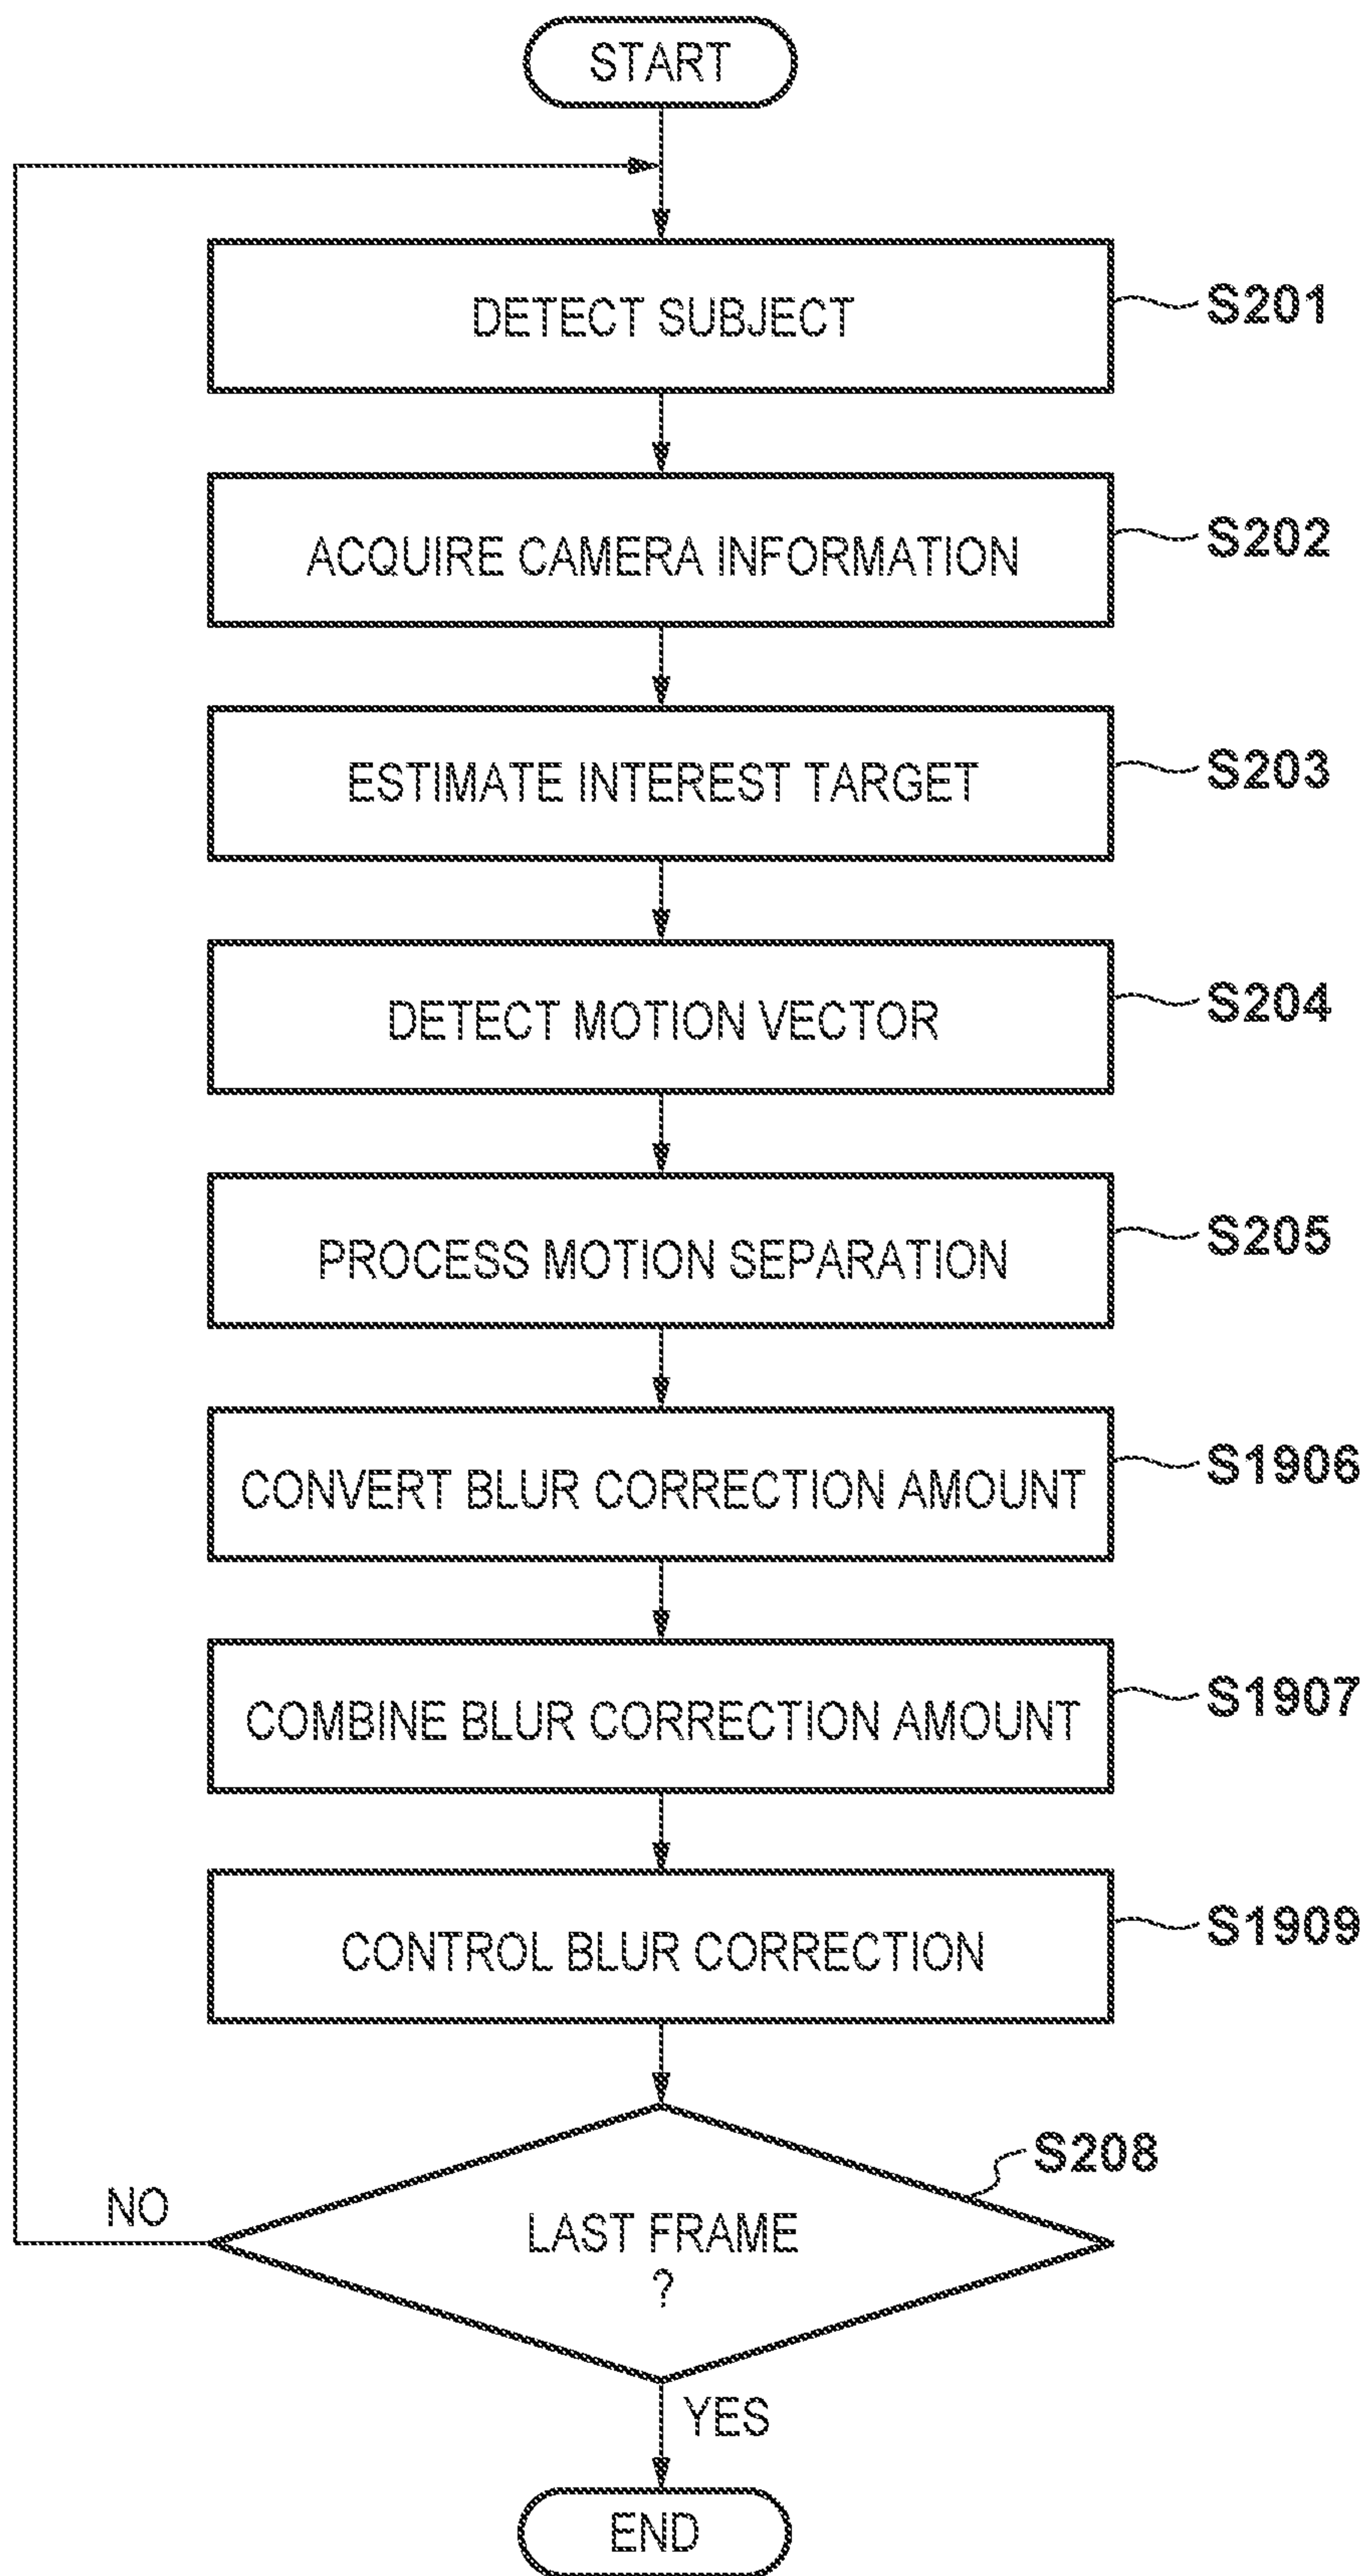 START
DETECT SUBJECT
S201
ACQUIRE CAMERA INFORMATION
S202
ESTIMATE INTEREST TARGET
S203
DETECT MOTION VECTOR
S204
PROCESS MOTION SEPARATION
S205
CONVERT BLUR CORRECTION AMOUNT
S1906
COMBINE BLUR CORRECTION AMOUNT
S1907
CONTROL BLUR CORRECTION
S1909
S208
NO
LAST FRAME
?
YES
END